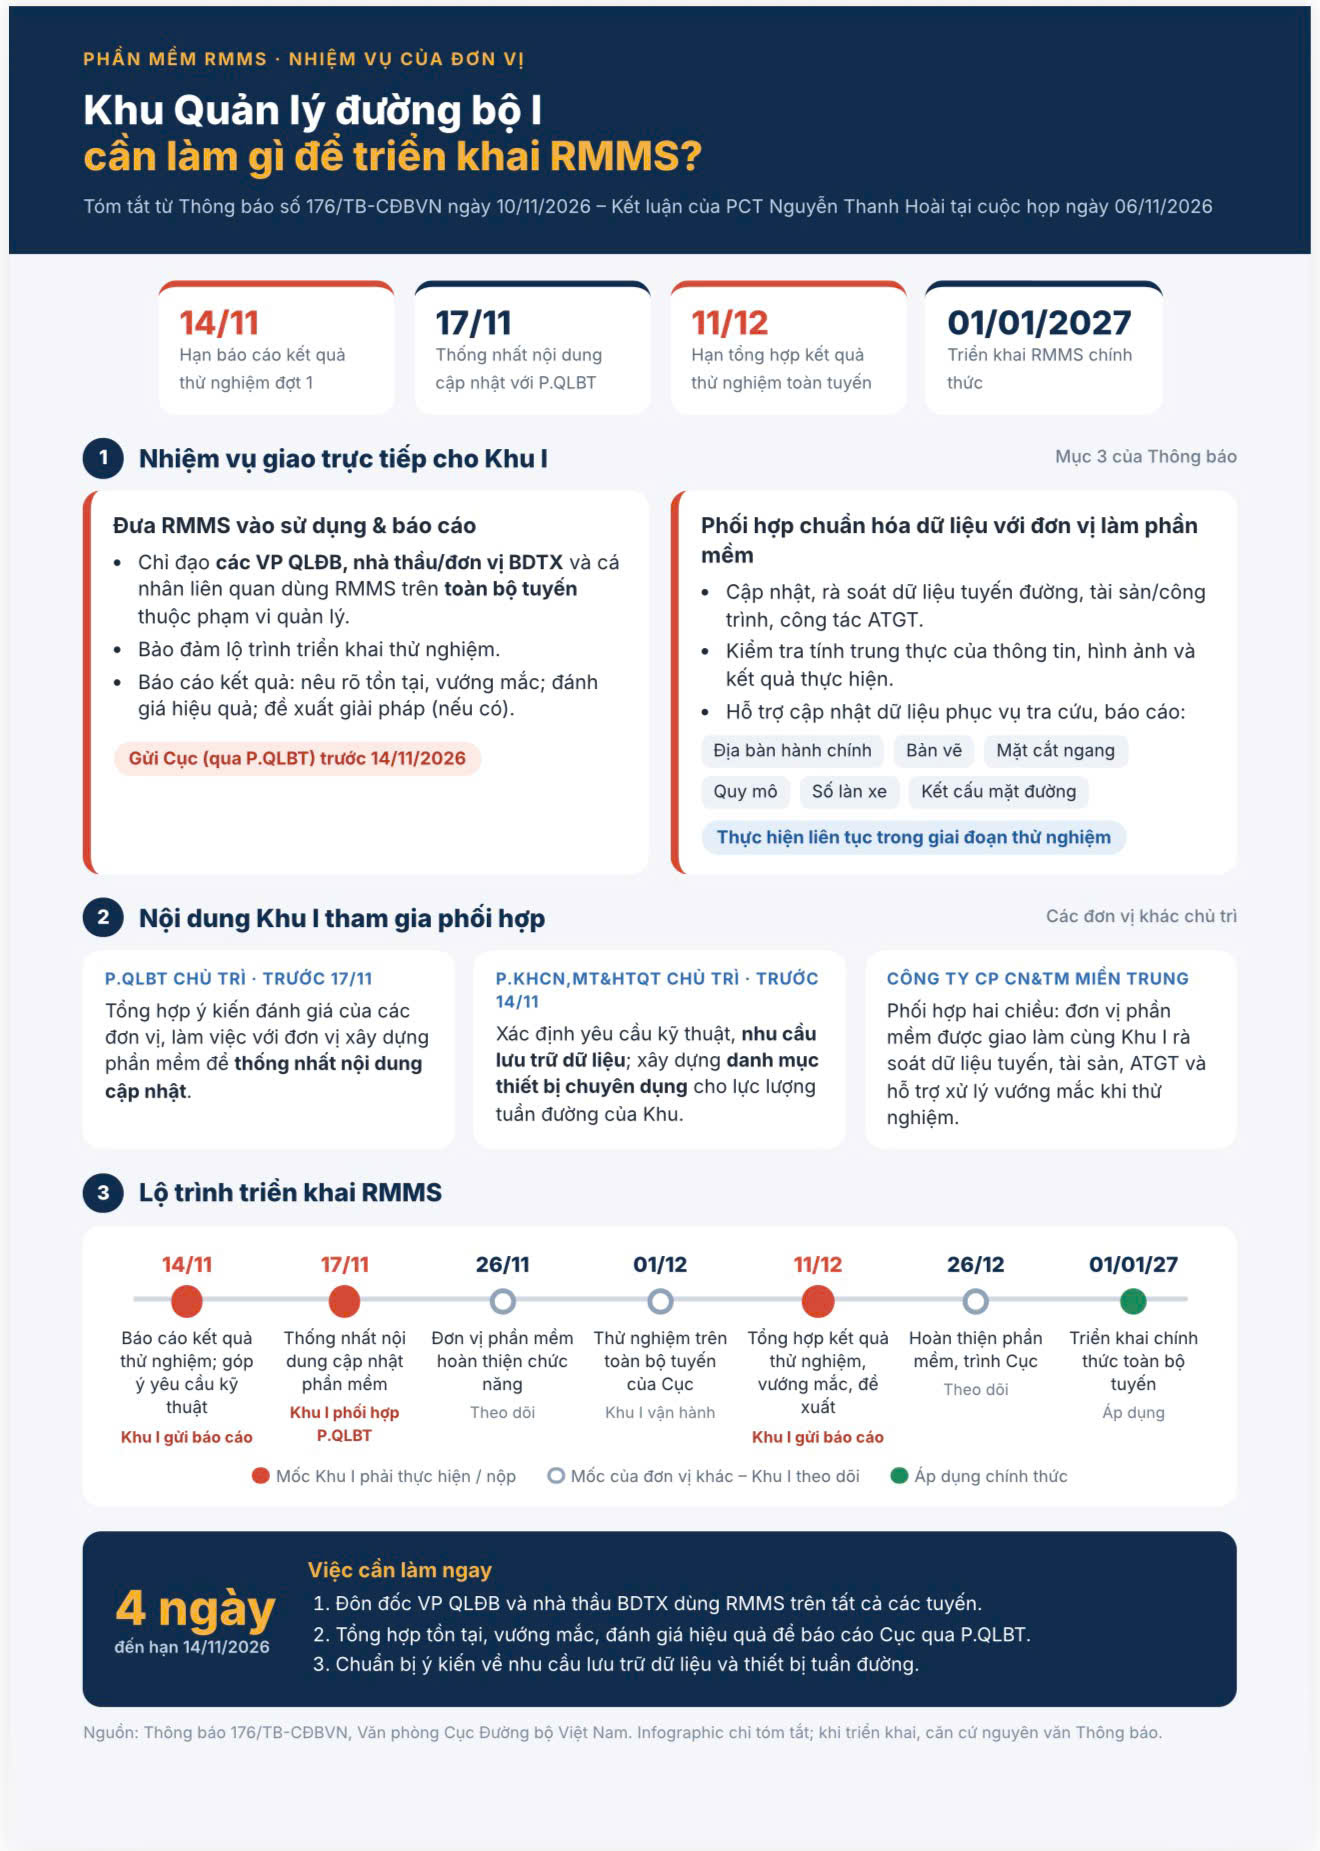 PHẦN MỀM RMMS · NHIỆM VỤ CỦA ĐƠN VỊ
Khu Quản lý đường bộ I
cần làm gì để triển khai RMMS?
Tóm tắt từ Thông báo số 176/TB-CĐBVN ngày 10/11/2026 – Kết luận của PCT Nguyễn Thanh Hoài tại cuộc họp ngày 06/11/2026
14/11
Hạn báo cáo kết quả
thử nghiệm đợt 1
17/11
Thống nhất nội dung
cập nhật với P.QLBT
11/12
Hạn tổng hợp kết quả
thử nghiệm toàn tuyến
01/01/2027
Triển khai RMMS chính
thức
1 Nhiệm vụ giao trực tiếp cho Khu I
Mục 3 của Thông báo
Đưa RMMS vào sử dụng & báo cáo
• Chỉ đạo các VP QLĐB, nhà thầu/đơn vị BDTX và cá
nhân liên quan dùng RMMS trên toàn bộ tuyến
thuộc phạm vi quản lý.
• Bảo đảm lộ trình triển khai thử nghiệm.
• Báo cáo kết quả: nêu rõ tồn tại, vướng mắc; đánh
giá hiệu quả; đề xuất giải pháp (nếu có).
Gửi Cục (qua P.QLBT) trước 14/11/2026
Phối hợp chuẩn hóa dữ liệu với đơn vị làm phần
mềm
• Cập nhật, rà soát dữ liệu tuyến đường, tài sản/công
trình, công tác ATGT.
• Kiểm tra tính trung thực của thông tin, hình ảnh và
kết quả thực hiện.
• Hỗ trợ cập nhật dữ liệu phục vụ tra cứu, báo cáo:
Địa bàn hành chính Bản vẽ Mặt cắt ngang
Quy mô Số làn xe Kết cấu mặt đường
Thực hiện liên tục trong giai đoạn thử nghiệm
2 Nội dung Khu I tham gia phối hợp
Các đơn vị khác chủ trì
P.QLBT CHỦ TRÌ · TRƯỚC 17/11
Tổng hợp ý kiến đánh giá của các
đơn vị, làm việc với đơn vị xây dựng
phần mềm để thống nhất nội dung
cập nhật.
P.KHCN,MT&HTQT CHỦ TRÌ · TRƯỚC
14/11
Xác định yêu cầu kỹ thuật, nhu cầu
lưu trữ dữ liệu; xây dựng danh mục
thiết bị chuyên dụng cho lực lượng
tuần đường của Khu.
CÔNG TY CP CN&TM MIỀN TRUNG
Phối hợp hai chiều: đơn vị phần
mềm được giao làm cùng Khu I rà
soát dữ liệu tuyến, tài sản, ATGT và
hỗ trợ xử lý vướng mắc khi thử
nghiệm.
3 Lộ trình triển khai RMMS
14/11
Báo cáo kết quả
thử nghiệm; góp
ý yêu cầu kỹ
thuật
Khu I gửi báo cáo
17/11
Thống nhất nội
dung cập nhật
phần mềm
Khu I phối hợp
P.QLBT
26/11
Đơn vị phần mềm
hoàn thiện chức
năng
Theo dõi
01/12
Thử nghiệm trên
toàn bộ tuyến
của Cục
Khu I vận hành
11/12
Tổng hợp kết quả
thử nghiệm,
vướng mắc, đề
xuất
Khu I gửi báo cáo
26/12
Hoàn thiện phần
mềm, trình Cục
Theo dõi
01/01/27
Triển khai chính
thức toàn bộ
tuyến
Áp dụng
Mốc Khu I phải thực hiện / nộp
Mốc của đơn vị khác – Khu I theo dõi
Áp dụng chính thức
4 ngày
đến hạn 14/11/2026
Việc cần làm ngay
1. Đôn đốc VP QLĐB và nhà thầu BDTX dùng RMMS trên tất cả các tuyến.
2. Tổng hợp tồn tại, vướng mắc, đánh giá hiệu quả để báo cáo Cục qua P.QLBT.
3. Chuẩn bị ý kiến về nhu cầu lưu trữ dữ liệu và thiết bị tuần đường.
Nguồn: Thông báo 176/TB-CĐBVN, Văn phòng Cục Đường bộ Việt Nam. Infographic chỉ tóm tắt; khi triển khai, căn cứ nguyên văn Thông báo.